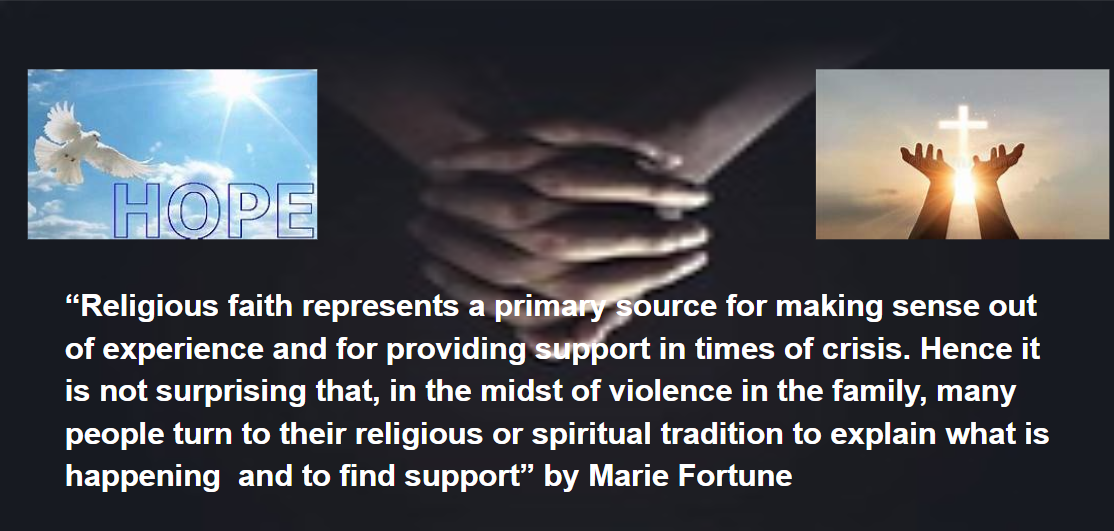 HOPE
“Religious faith represents a primary source for making sense out
of experience and for providing support in times of crisis. Hence it
is not surprising that, in the midst of violence in the family, many
people turn to their religious or spiritual tradition to explain what is
happening  and to find support” by Marie Fortune